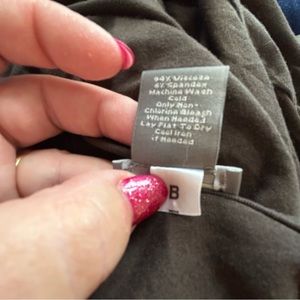 94% Viscose
6% Spandex
Machine Wash
Cold
Only Non-
Chlorine Bleach
When Needed
Lay Flat To Dry
Cool Iron
if Needed
B